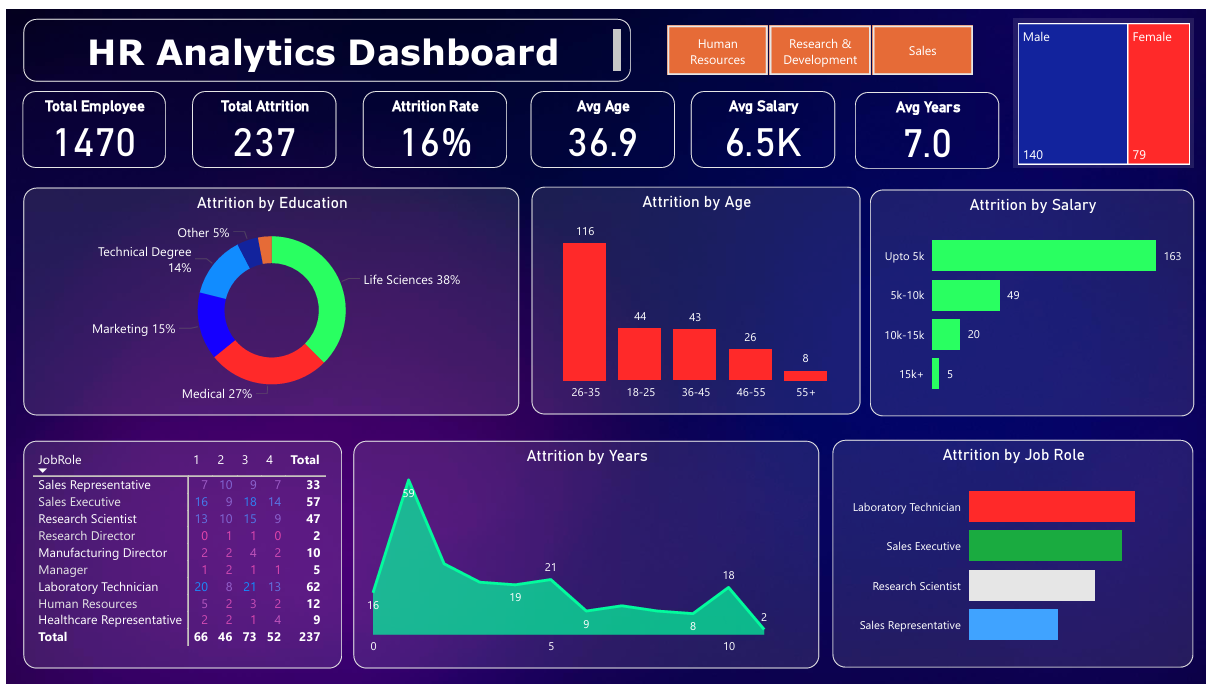 HR Analytics Dashboard
Human
Resources
Research &
Development
Sales
Male
Female
140
79
Total Employee
1470
Total Attrition
237
Attrition Rate
16%
Avg Age
36.9
Avg Salary
6.5K
Avg Years
7.0
Attrition by Education
Other 5%
Technical Degree
14%
Life Sciences 38%
Marketing 15%
Medical 27%
Attrition by Age
116
44
43
26
8
26-35
18-25
36-45
46-55
55+
Attrition by Salary
Upto 5k
163
5k-10k
49
10k-15k
20
15k+
5
JobRole 1 2 3 4 Total
Sales Representative 7 10 9 7 33
Sales Executive 16 9 18 14 57
Research Scientist 13 10 15 9 47
Research Director 0 1 1 0 2
Manufacturing Director 2 2 4 2 10
Manager 1 2 1 1 5
Laboratory Technician 20 8 21 13 62
Human Resources 5 2 3 2 12
Healthcare Representative 2 2 1 4 9
Total 66 46 73 52 237
Attrition by Years
59
16
19
21
9
8
18
2
0
5
10
Attrition by Job Role
Laboratory Technician
Sales Executive
Research Scientist
Sales Representative